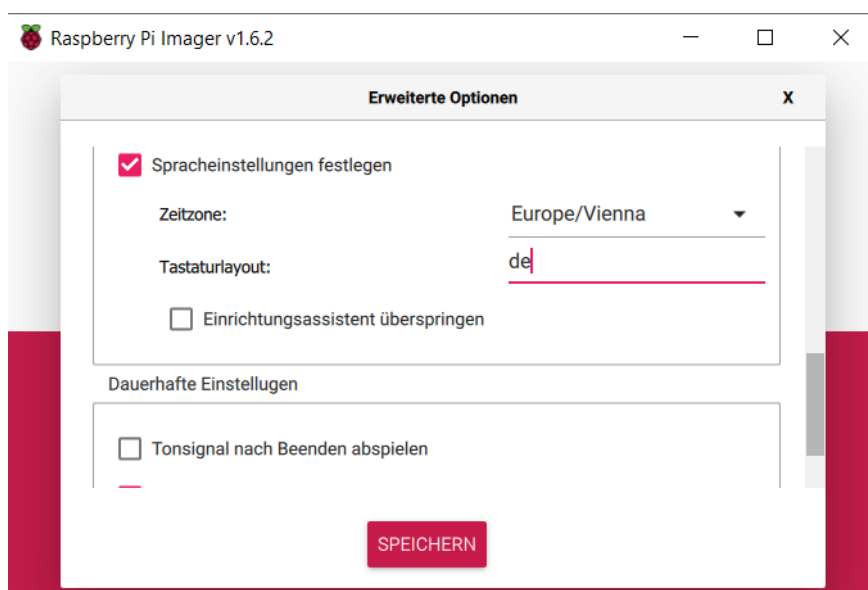 Raspberry Pi Imager v1.6.2
Erweiterte Optionen X
Spracheinstellungen festlegen
Zeitzone: Europe/Vienna
Tastaturlayout: de
Einrichtungsassistent überspringen
Dauerhafte Einstellugen
Tonsignal nach Beenden abspielen
SPEICHERN